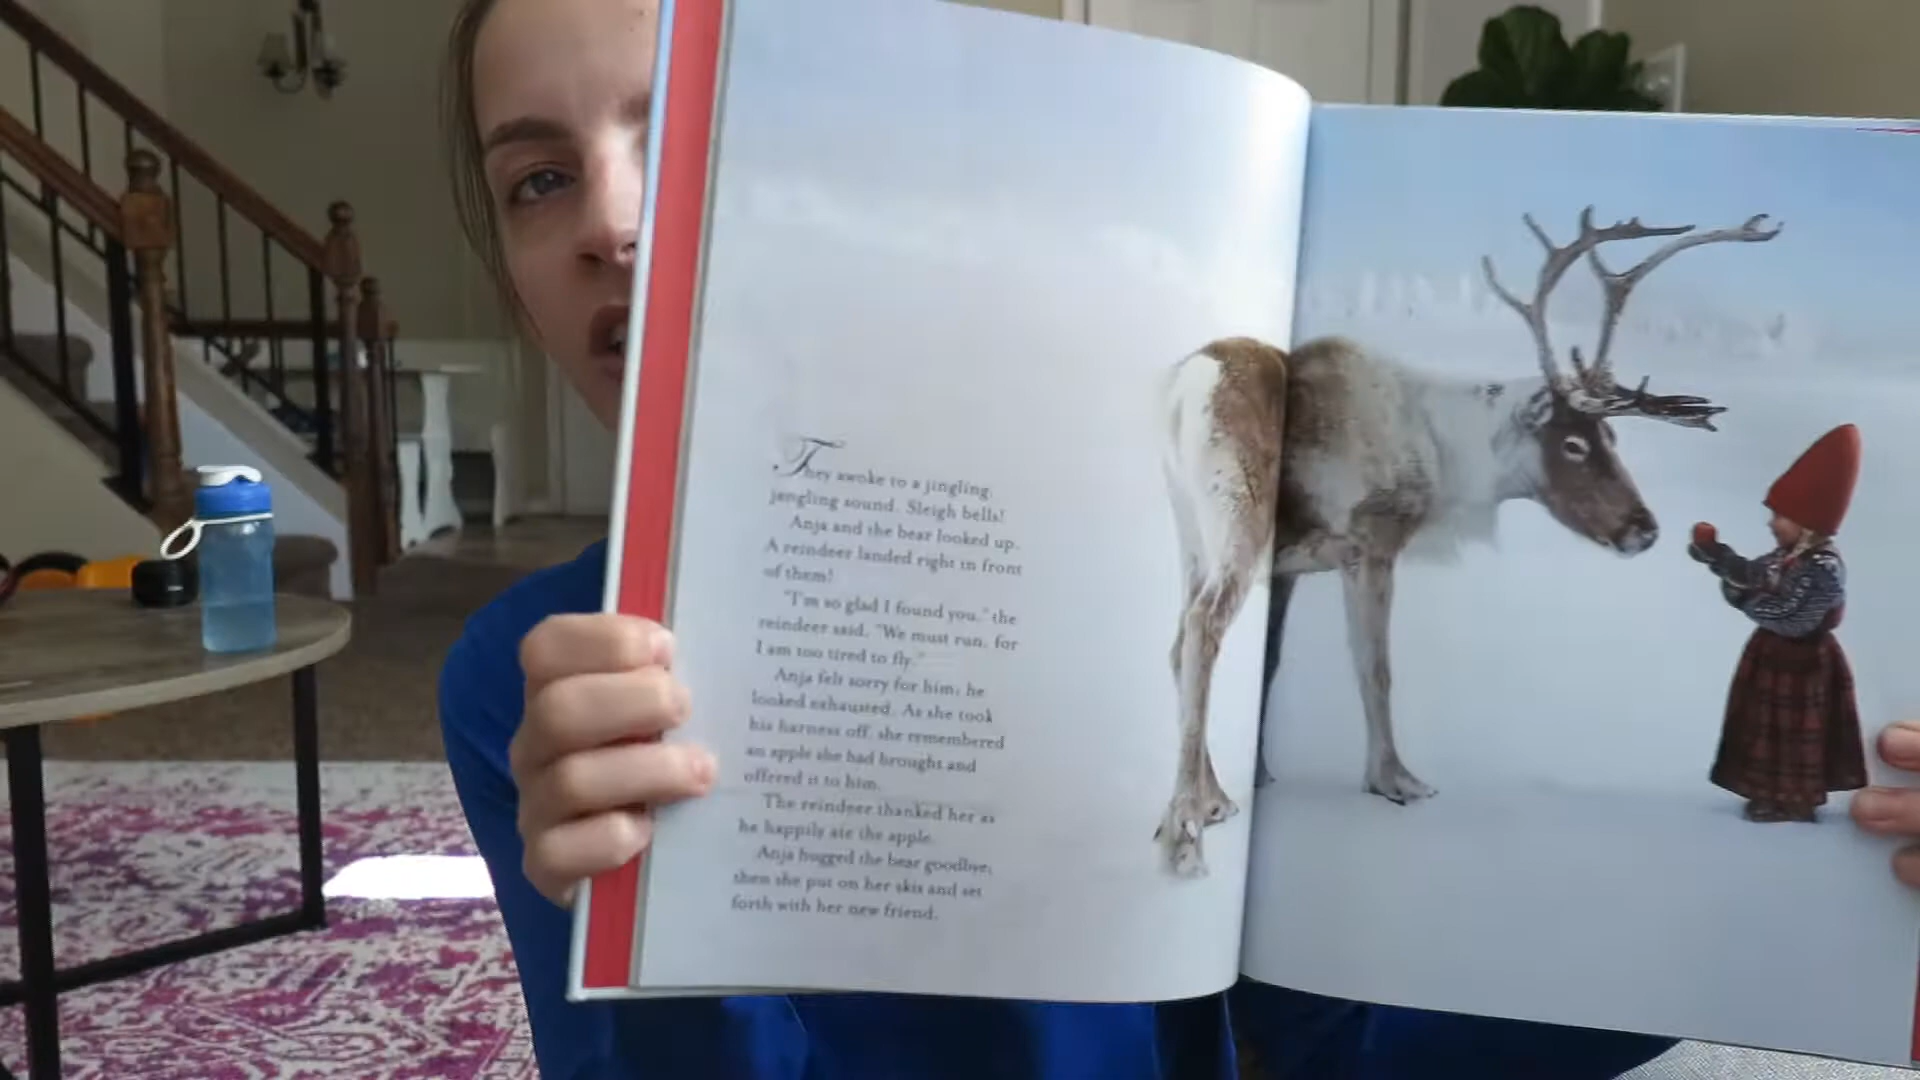 They awoke to a jingling,
jangling sound. Sleigh bells!
Anja and the bear looked up.
A reindeer landed right in front
of them!
"I'm so glad I found you," the
reindeer said. "We must run, for
I am too tired to fly."
Anja felt sorry for him; he
looked exhausted. As she took
his harness off, she remembered
an apple she had brought and
offered it to him.
The reindeer thanked her as
he happily ate the apple.
Anja hugged the bear goodbye;
then she put on her skis and set
forth with her new friend.